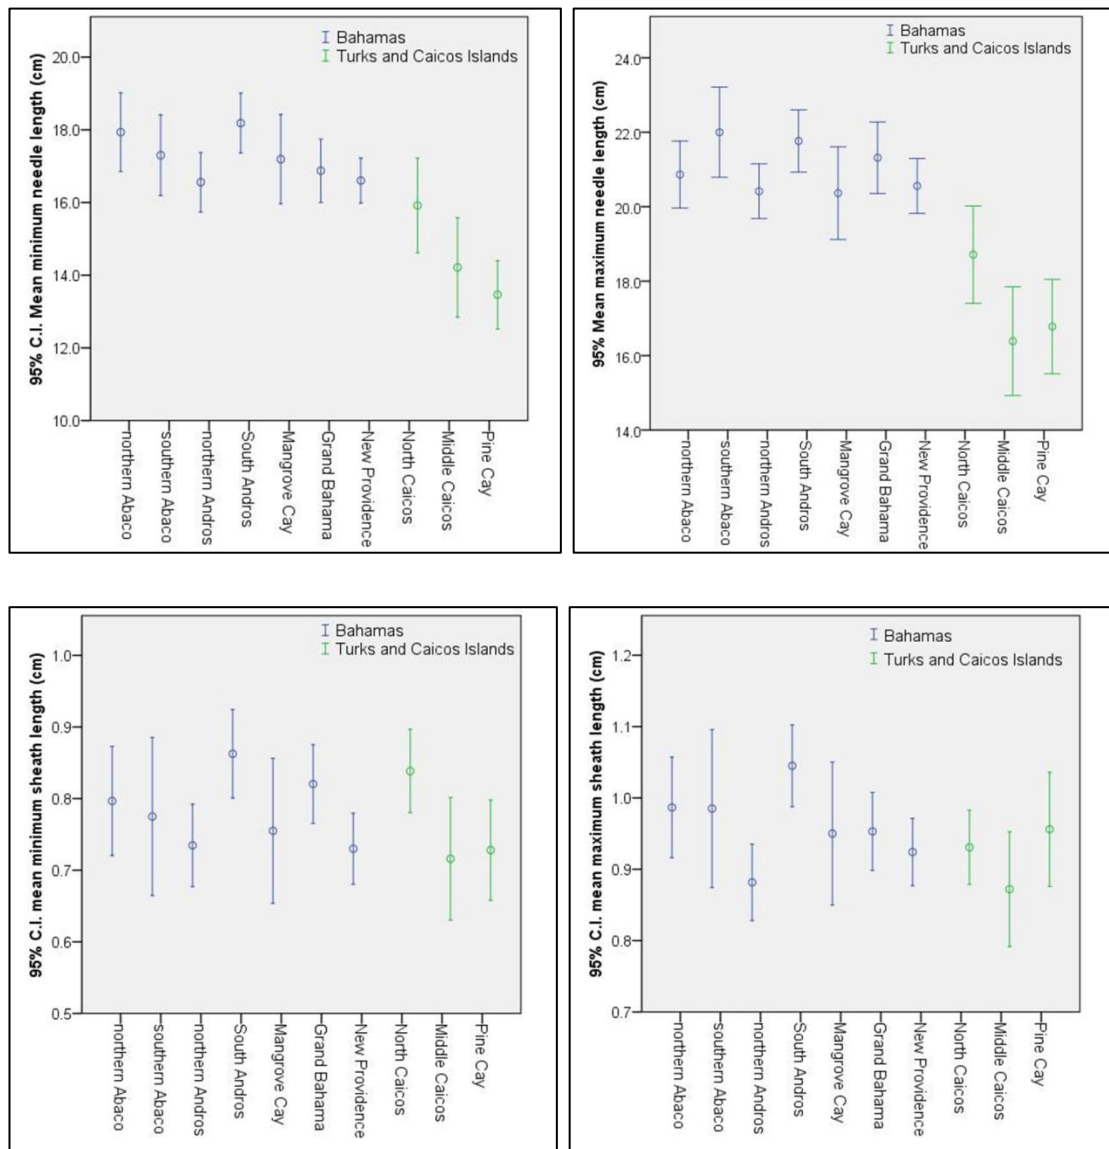 95% C.I. Mean minimum needle length (cm)
Bahamas
Turks and Caicos Islands
20.0
18.0
16.0
14.0
12.0
10.0
northern Abaco
southern Abaco
northern Andros
South Andros
Mangrove Cay
Grand Bahama
New Providence
North Caicos
Middle Caicos
Pine Cay
95% Mean maximum needle length (cm)
Bahamas
Turks and Caicos Islands
24.0
22.0
20.0
18.0
16.0
14.0
northern Abaco
southern Abaco
northern Andros
South Andros
Mangrove Cay
Grand Bahama
New Providence
North Caicos
Middle Caicos
Pine Cay
95% C.I. mean minimum sheath length (cm)
Bahamas
Turks and Caicos Islands
1.0
0.9
0.8
0.7
0.6
0.5
northern Abaco
southern Abaco
northern Andros
South Andros
Mangrove Cay
Grand Bahama
New Providence
North Caicos
Middle Caicos
Pine Cay
95% C.I. mean maximum sheath length (cm)
Bahamas
Turks and Caicos Islands
1.2
1.1
1.0
0.9
0.8
0.7
northern Abaco
southern Abaco
northern Andros
South Andros
Mangrove Cay
Grand Bahama
New Providence
North Caicos
Middle Caicos
Pine Cay